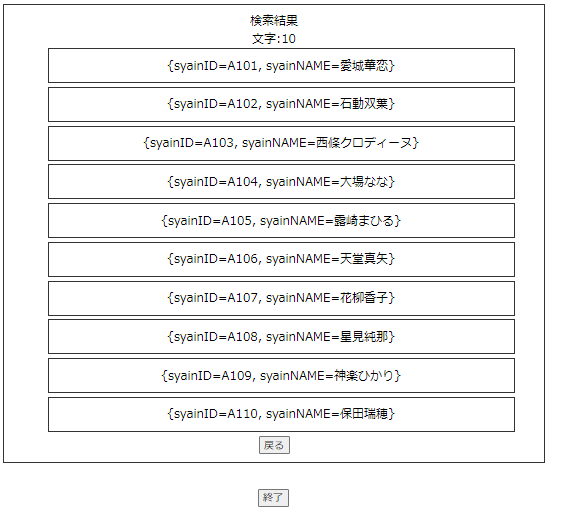 検索結果
文字:10
{syainID=A101, syainNAME=愛城華恋}
{syainID=A102, syainNAME=石動双葉}
{syainID=A103, syainNAME=西條クロディーヌ}
{syainID=A104, syainNAME=大場なな}
{syainID=A105, syainNAME=露崎まひる}
{syainID=A106, syainNAME=天堂真矢}
{syainID=A107, syainNAME=花柳香子}
{syainID=A108, syainNAME=星見純那}
{syainID=A109, syainNAME=神楽ひかり}
{syainID=A110, syainNAME=保田瑞穂}
戻る
終了